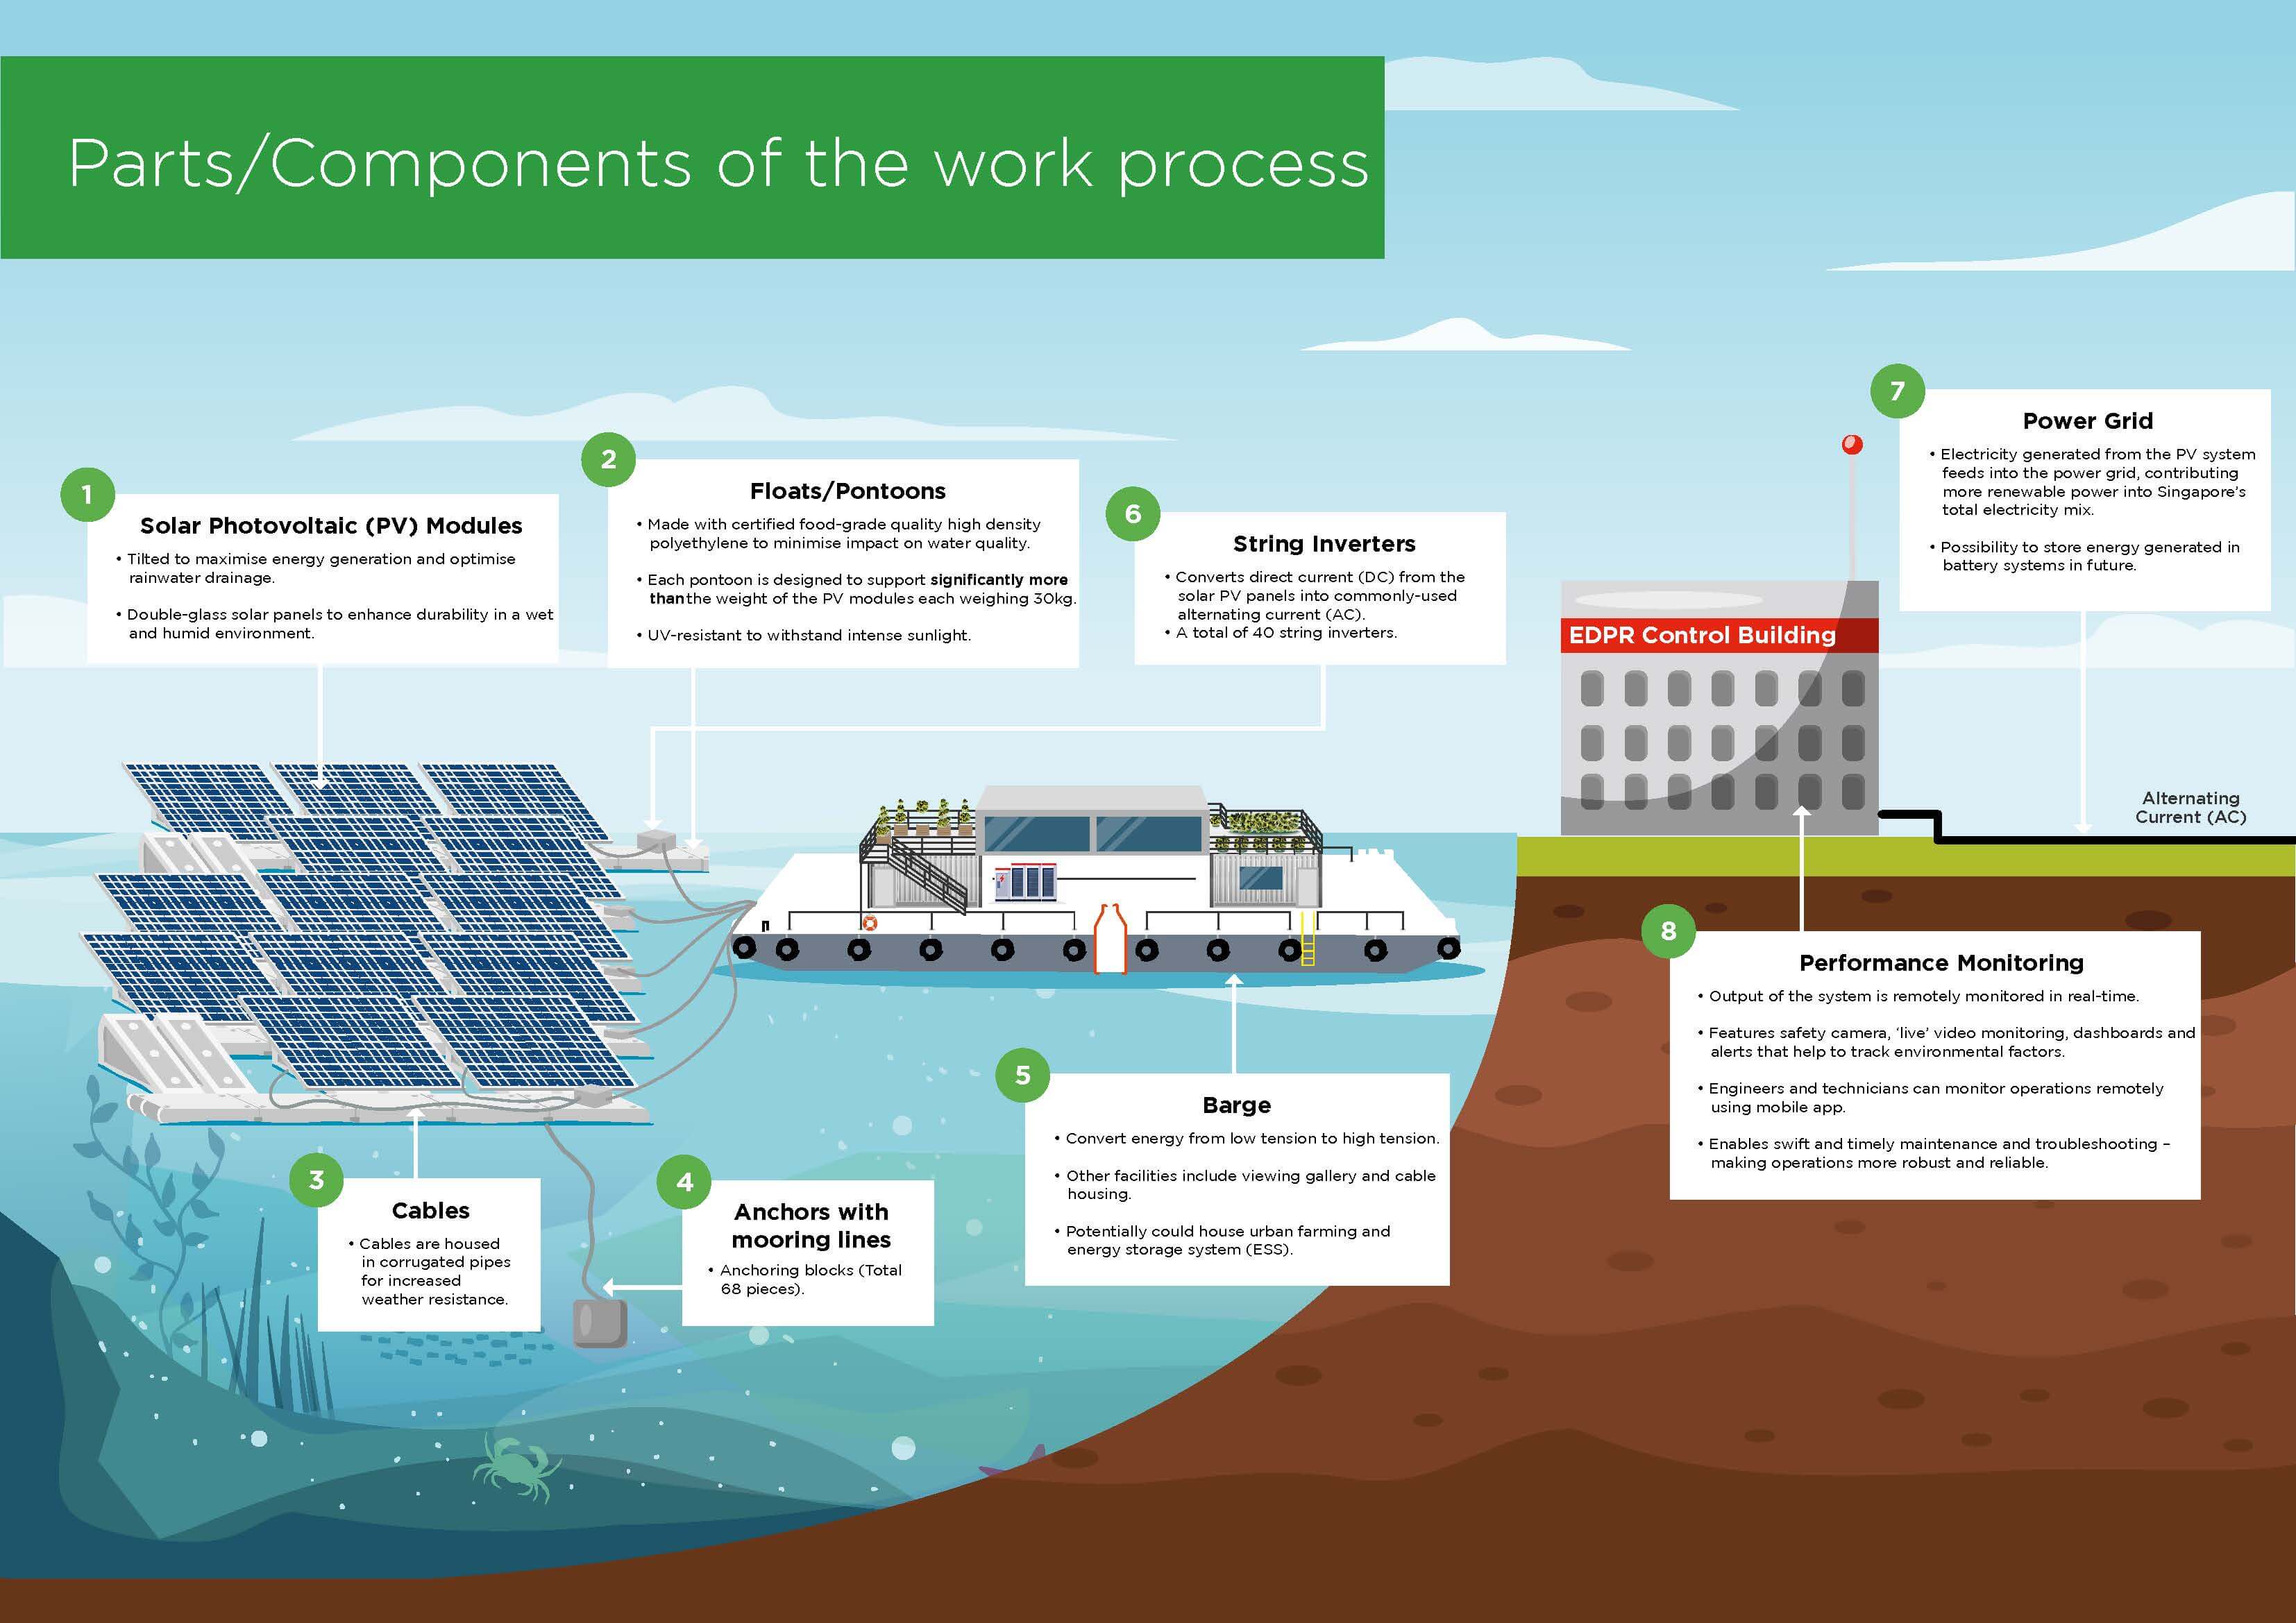 Parts/Components of the work process
1
Solar Photovoltaic (PV) Modules
• Tilted to maximise energy generation and optimise
rainwater drainage.
• Double-glass solar panels to enhance durability in a wet
and humid environment.
2
Floats/Pontoons
• Made with certified food-grade quality high density
polyethylene to minimise impact on water quality.
• Each pontoon is designed to support significantly more
than the weight of the PV modules each weighing 30kg.
• UV-resistant to withstand intense sunlight.
6
String Inverters
• Converts direct current (DC) from the
solar PV panels into commonly-used
alternating current (AC).
• A total of 40 string inverters.
7
Power Grid
• Electricity generated from the PV system
feeds into the power grid, contributing
more renewable power into Singapore's
total electricity mix.
• Possibility to store energy generated in
battery systems in future.
EDPR Control Building
Alternating
Current (AC)
3
Cables
• Cables are housed
in corrugated pipes
for increased
weather resistance.
4
Anchors with
mooring lines
• Anchoring blocks (Total
68 pieces).
5
Barge
• Convert energy from low tension to high tension.
• Other facilities include viewing gallery and cable
housing.
• Potentially could house urban farming and
energy storage system (ESS).
8
Performance Monitoring
• Output of the system is remotely monitored in real-time.
• Features safety camera, 'live' video monitoring, dashboards and
alerts that help to track environmental factors.
• Engineers and technicians can monitor operations remotely
using mobile app.
• Enables swift and timely maintenance and troubleshooting –
making operations more robust and reliable.